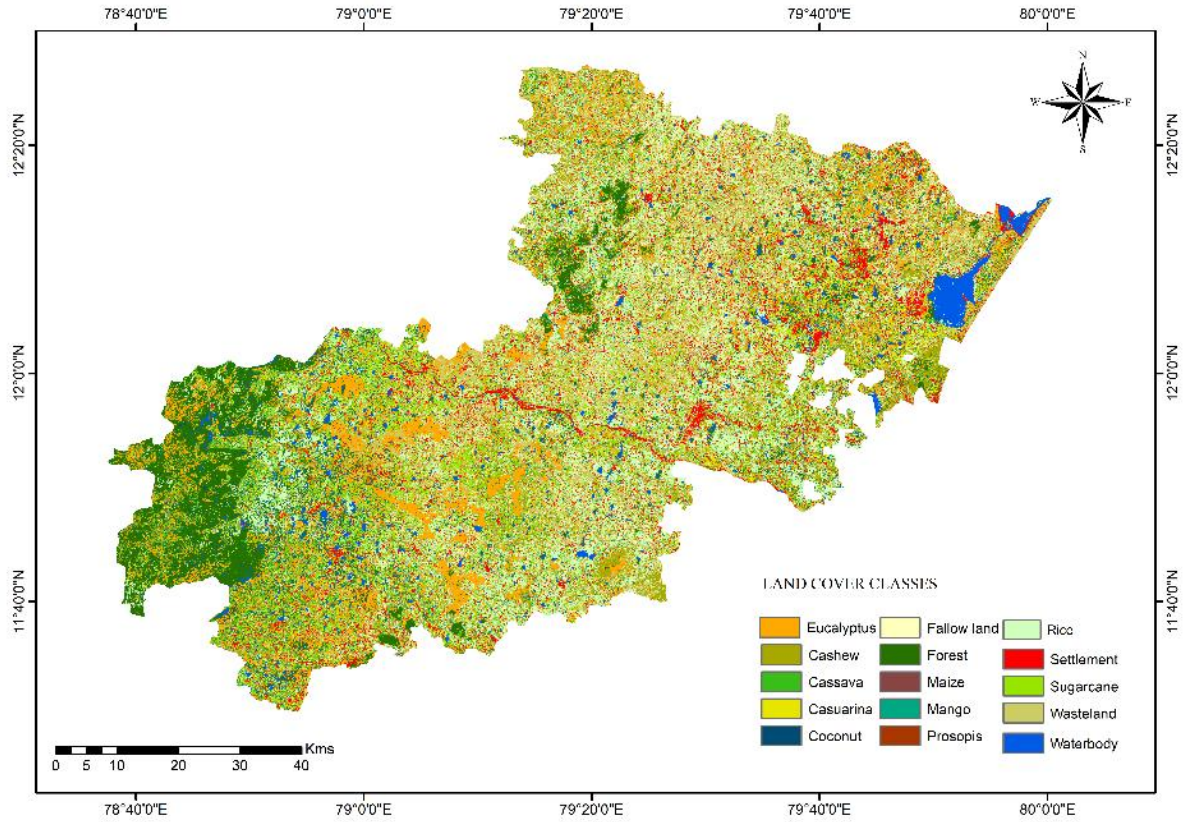 78°40'0"E 79°0'0"E 79°20'0"E 79°40'0"E 80°0'0"E
N
W E
S
12°20'0"N 12°20'0"N
12°0'0"N 12°0'0"N
11°40'0"N 11°40'0"N
LAND COVER CLASSES
Eucalyptus Fallow land Rice
Cashew Forest Settlement
Cassava Maize Sugarcane
Casuarina Mango Wasteland
Coconut Prosopis Waterbody
Kms
0 5 10 20 30 40
78°40'0"E 79°0'0"E 79°20'0"E 79°40'0"E 80°0'0"E